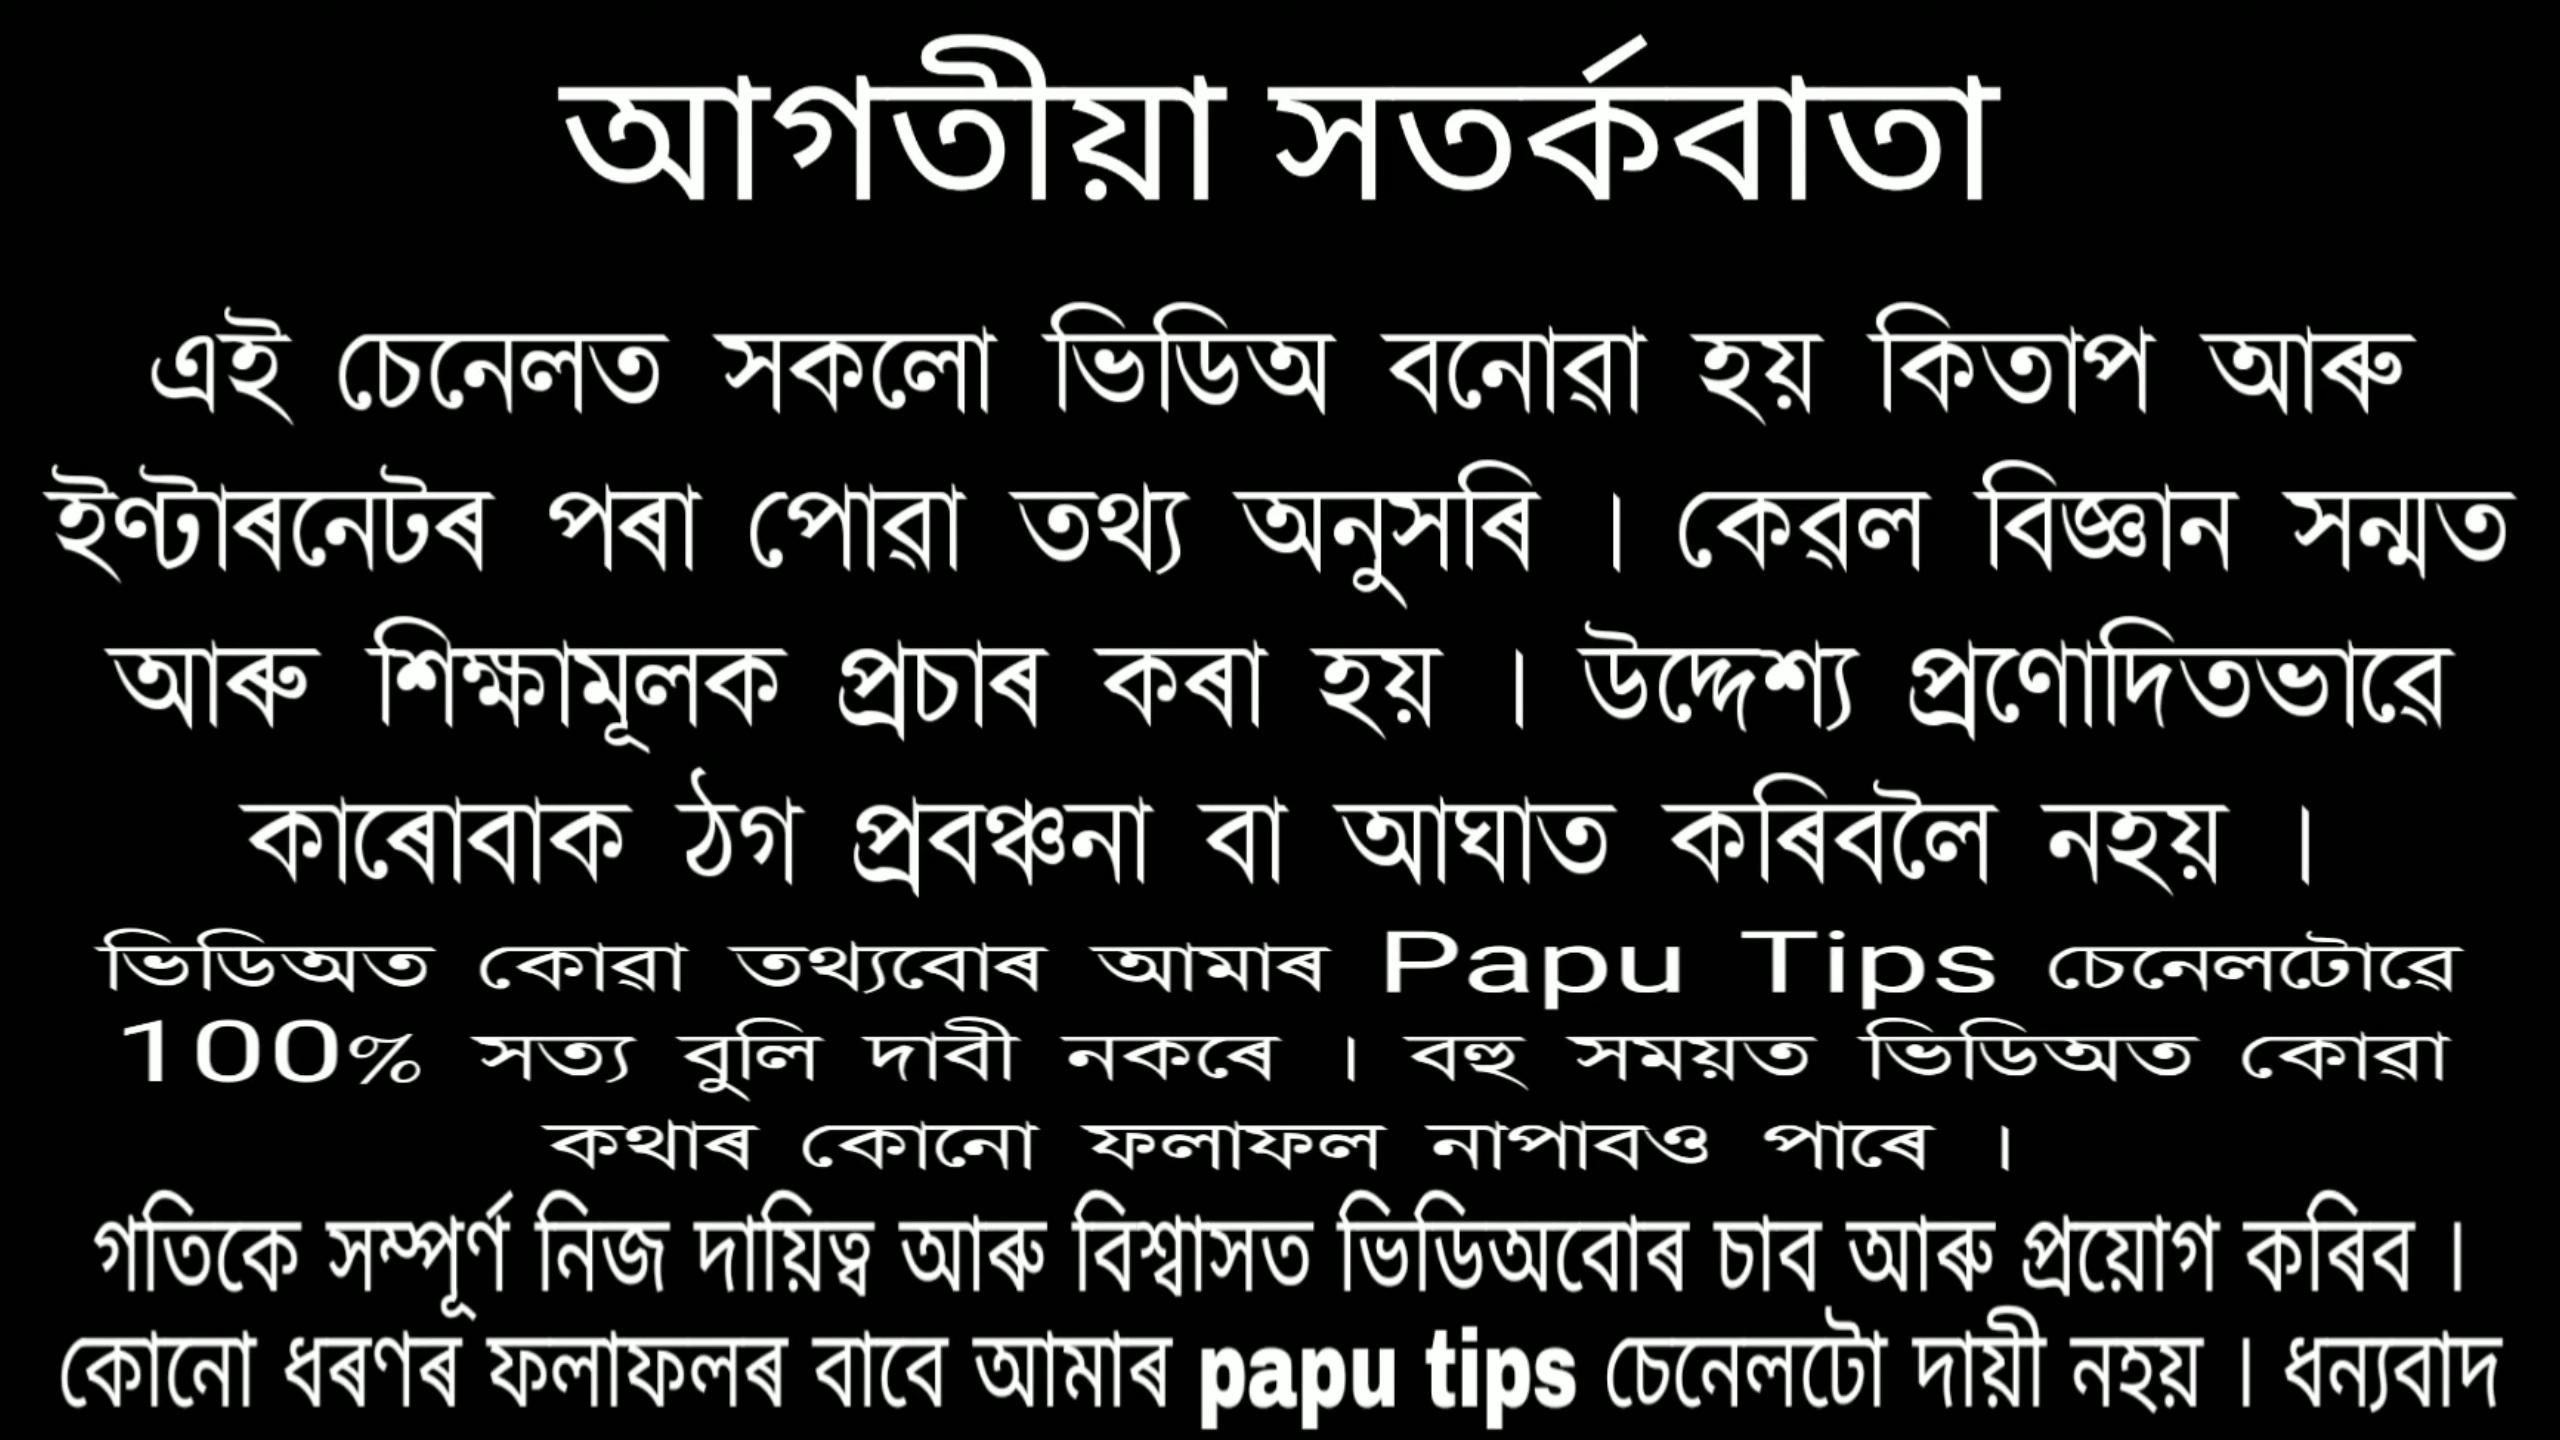 আগতীয়া সতৰ্কবাতা
এই চেনেলত সকলো ভিডিঅ বনোৱা হয় কিতাপ আৰু
ইণ্টাৰনেটৰ পৰা পোৱা তথ্য অনুসৰি । কেৱল বিজ্ঞান সন্মত
আৰু শিক্ষামূলক প্ৰচাৰ কৰা হয় । উদ্দেশ্য প্ৰণোদিতভাৱে
কাৰোবাক ঠগ প্ৰবঞ্চনা বা আঘাত কৰিবলৈ নহয় ।
ভিডিঅত কোৱা তথ্যবোৰ আমাৰ Papu Tips চেনেলটোৱে
100% সত্য বুলি দাবী নকৰে । বহু সময়ত ভিডিঅত কোৱা
কথাৰ কোনো ফলাফল নাপাবও পাৰে ।
গতিকে সম্পূৰ্ণ নিজ দায়িত্ব আৰু বিশ্বাসত ভিডিঅবোৰ চাব আৰু প্ৰয়োগ কৰিব ।
কোনো ধৰণৰ ফলাফলৰ বাবে আমাৰ papu tips চেনেলটো দায়ী নহয় । ধন্যবাদ